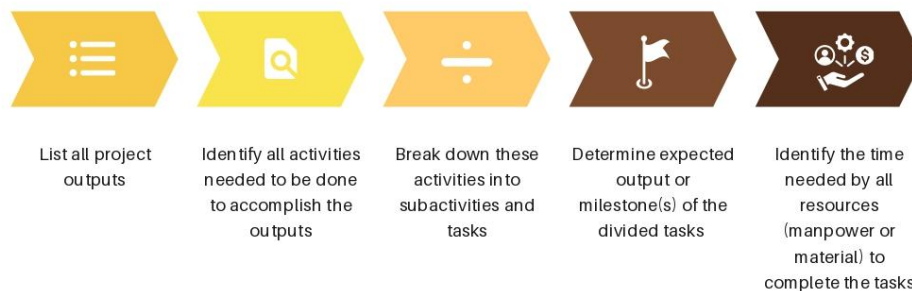 List all project
outputs
Identify all activities
needed to be done
to accomplish the
outputs
Break down these
activities into
subactivities and
tasks
Determine expected
output or
milestone(s) of the
divided tasks
Identify the time
needed by all
resources
(manpower or
material) to
complete the tasks